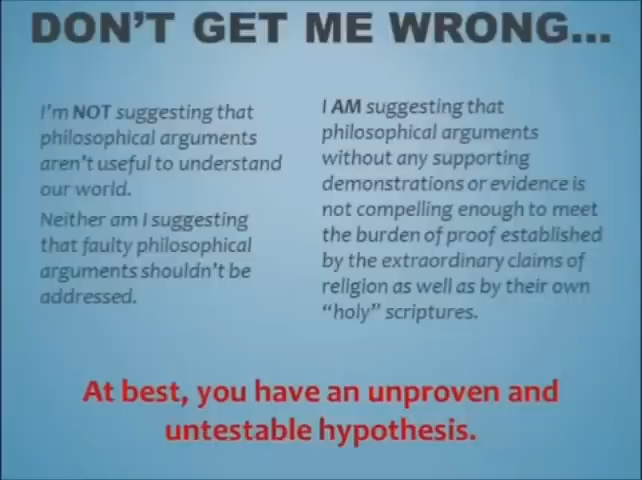 DON'T GET ME WRONG...
I'm NOT suggesting that
philosophical arguments
aren't useful to understand
our world.
Neither am I suggesting
that faulty philosophical
arguments shouldn't be
addressed.
I AM suggesting that
philosophical arguments
without any supporting
demonstrations or evidence is
not compelling enough to meet
the burden of proof established
by the extraordinary claims of
religion as well as by their own
"holy" scriptures.
At best, you have an unproven and
untestable hypothesis.